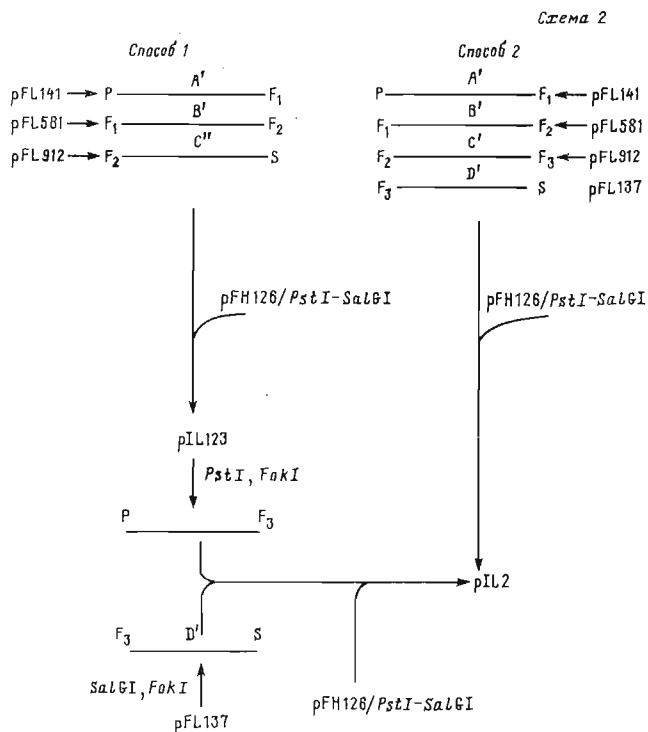 Схема 2
Способ 1
Способ 2
pFL141 P A' F₁
pFL581 F₁ B' F₂
pFL912 F₂ C'' S
P A' F₁ pFL141
F₁ B' F₂ pFL581
F₂ C' F₃ pFL912
F₃ D' S pFL137
pFH126/PstI-SalGI
pFH126/PstI-SalGI
pIL123
PstI, FokI
P F₃
pIL2
F₃ D' S
SalGI, FokI
pFL137
pFH126/PstI-SalGI